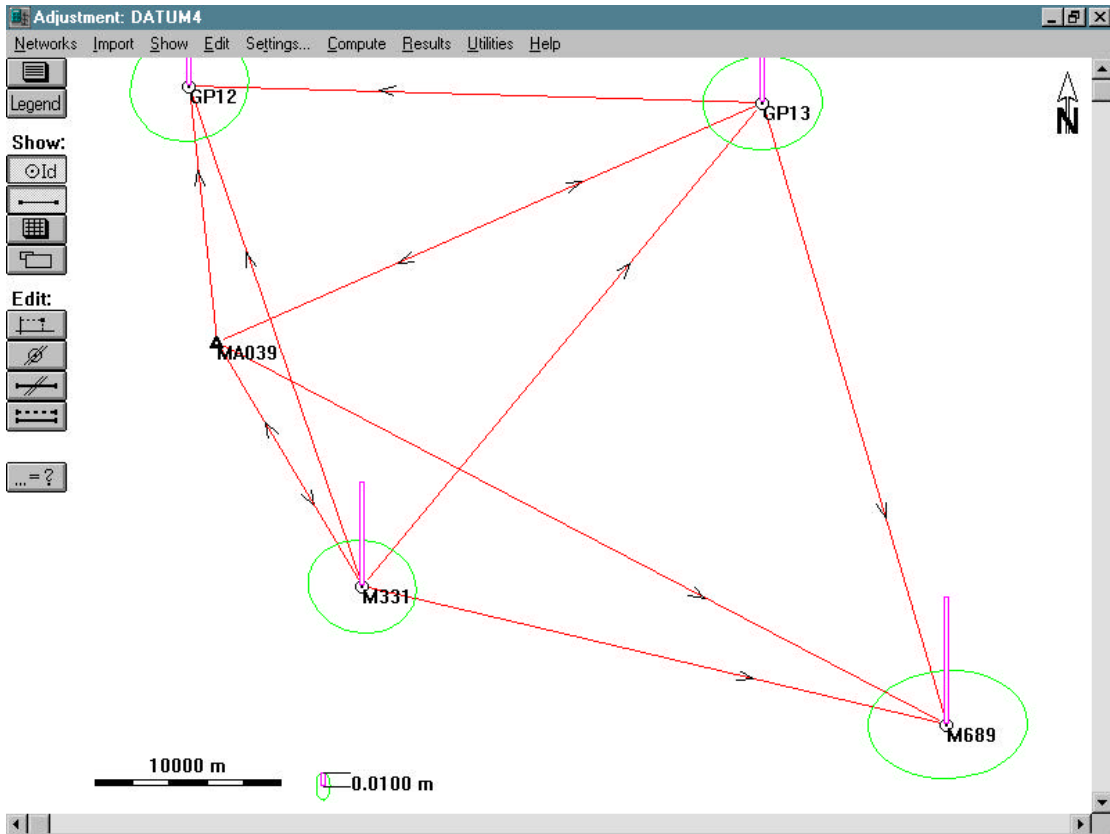 Adjustment: DATUM4
Networks Import Show Edit Settings... Compute Results Utilities Help
Legend
Show:
Id
Edit:
...=?
GP12
GP13
N
MA039
M331
M689
10000 m
0.0100 m